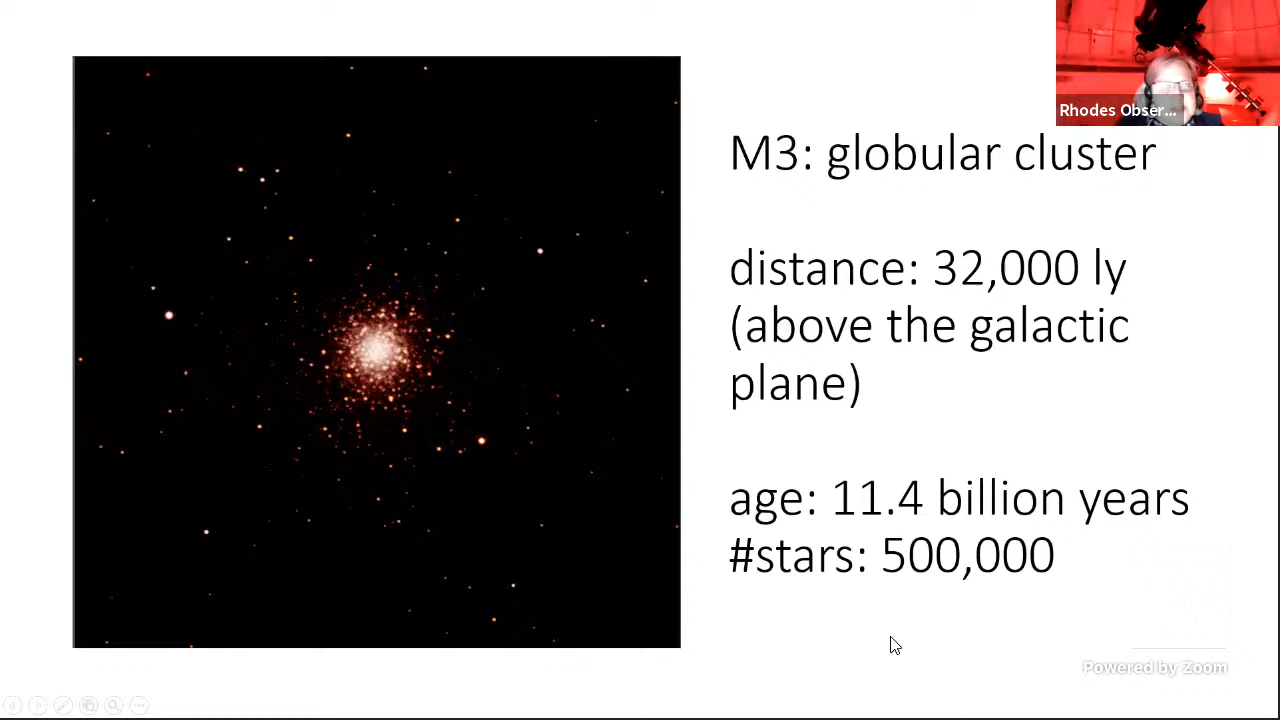 Rhodes Obser...
M3: globular cluster
distance: 32,000 ly
(above the galactic
plane)
age: 11.4 billion years
#stars: 500,000
Powered by Zoom